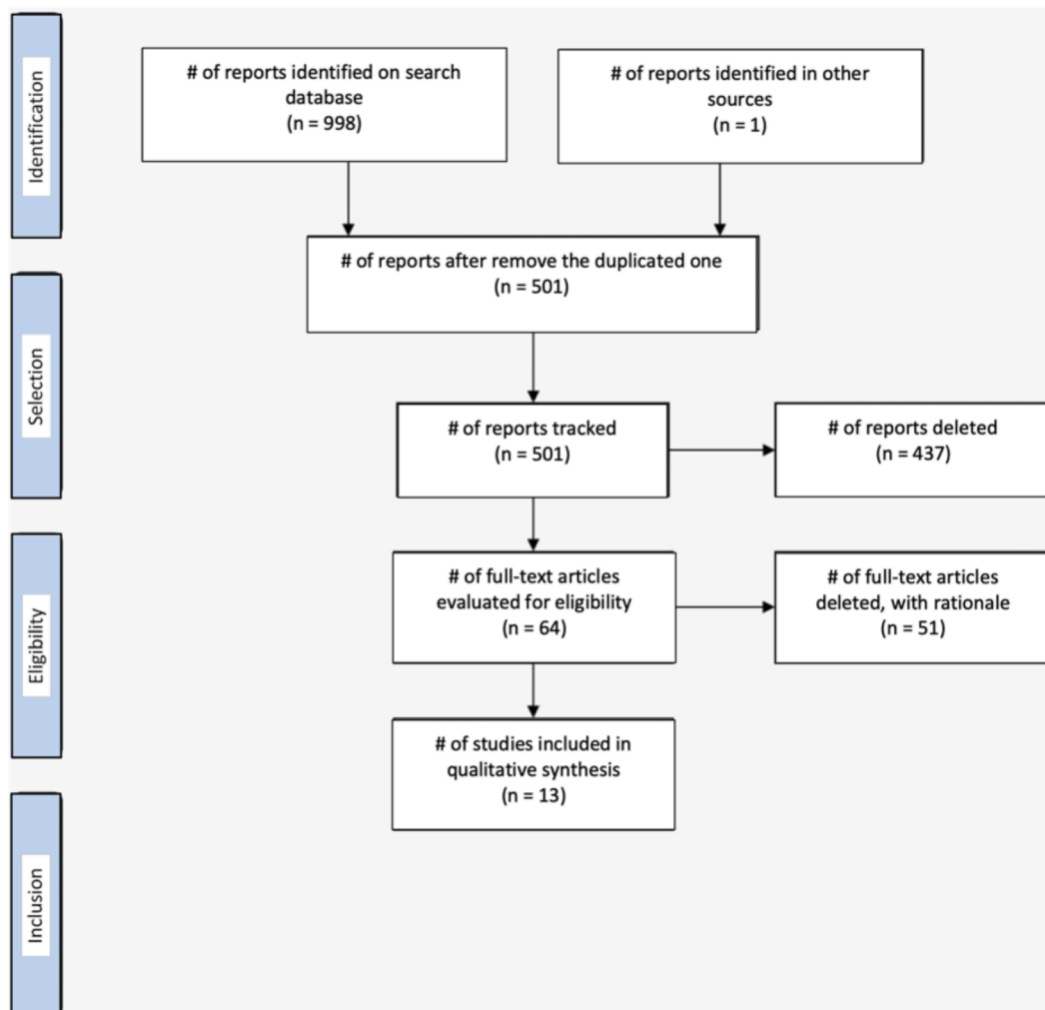 Identification
# of reports identified on search
database
(n = 998)
# of reports identified in other
sources
(n = 1)
# of reports after remove the duplicated one
(n = 501)
Selection
# of reports tracked
(n = 501)
# of reports deleted
(n = 437)
Eligibility
# of full-text articles
evaluated for eligibility
(n = 64)
# of full-text articles
deleted, with rationale
(n = 51)
# of studies included in
qualitative synthesis
(n = 13)
Inclusion